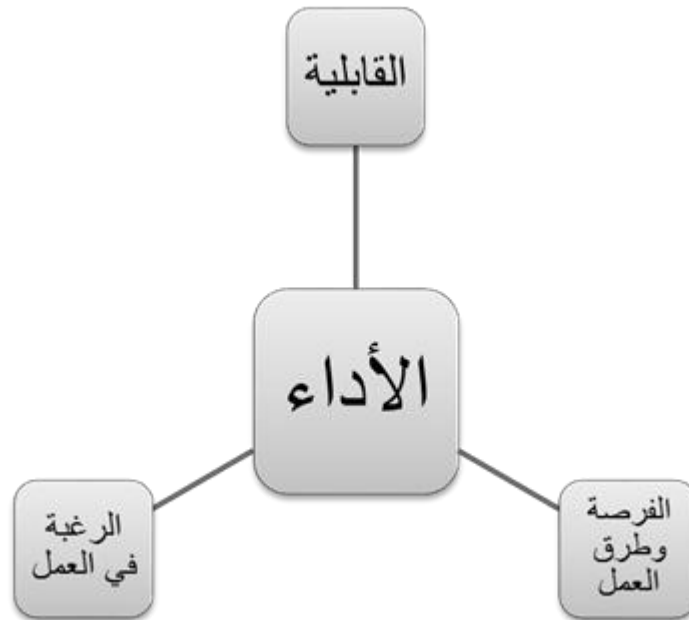 القابلية
الأداء
الرغبة
في العمل
الفرصة
وطرق
العمل